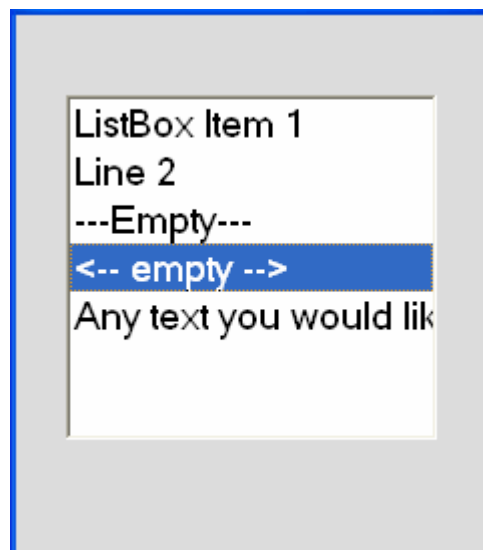 ListBox Item 1
Line 2
---Empty---
<-- empty -->
Any text you would lik